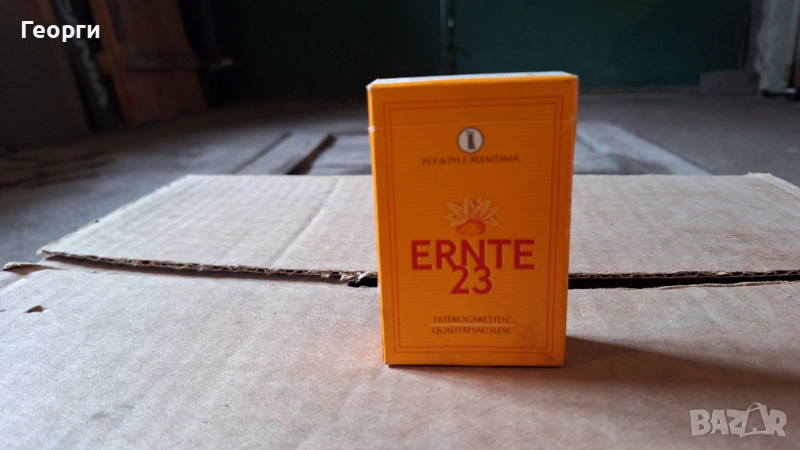 Георги
H.F.&PH.F. REEMTSMA
ERNTE
23
FILTERCIGARETTEN
QUALITÄTSAUSLESE
BAZAR